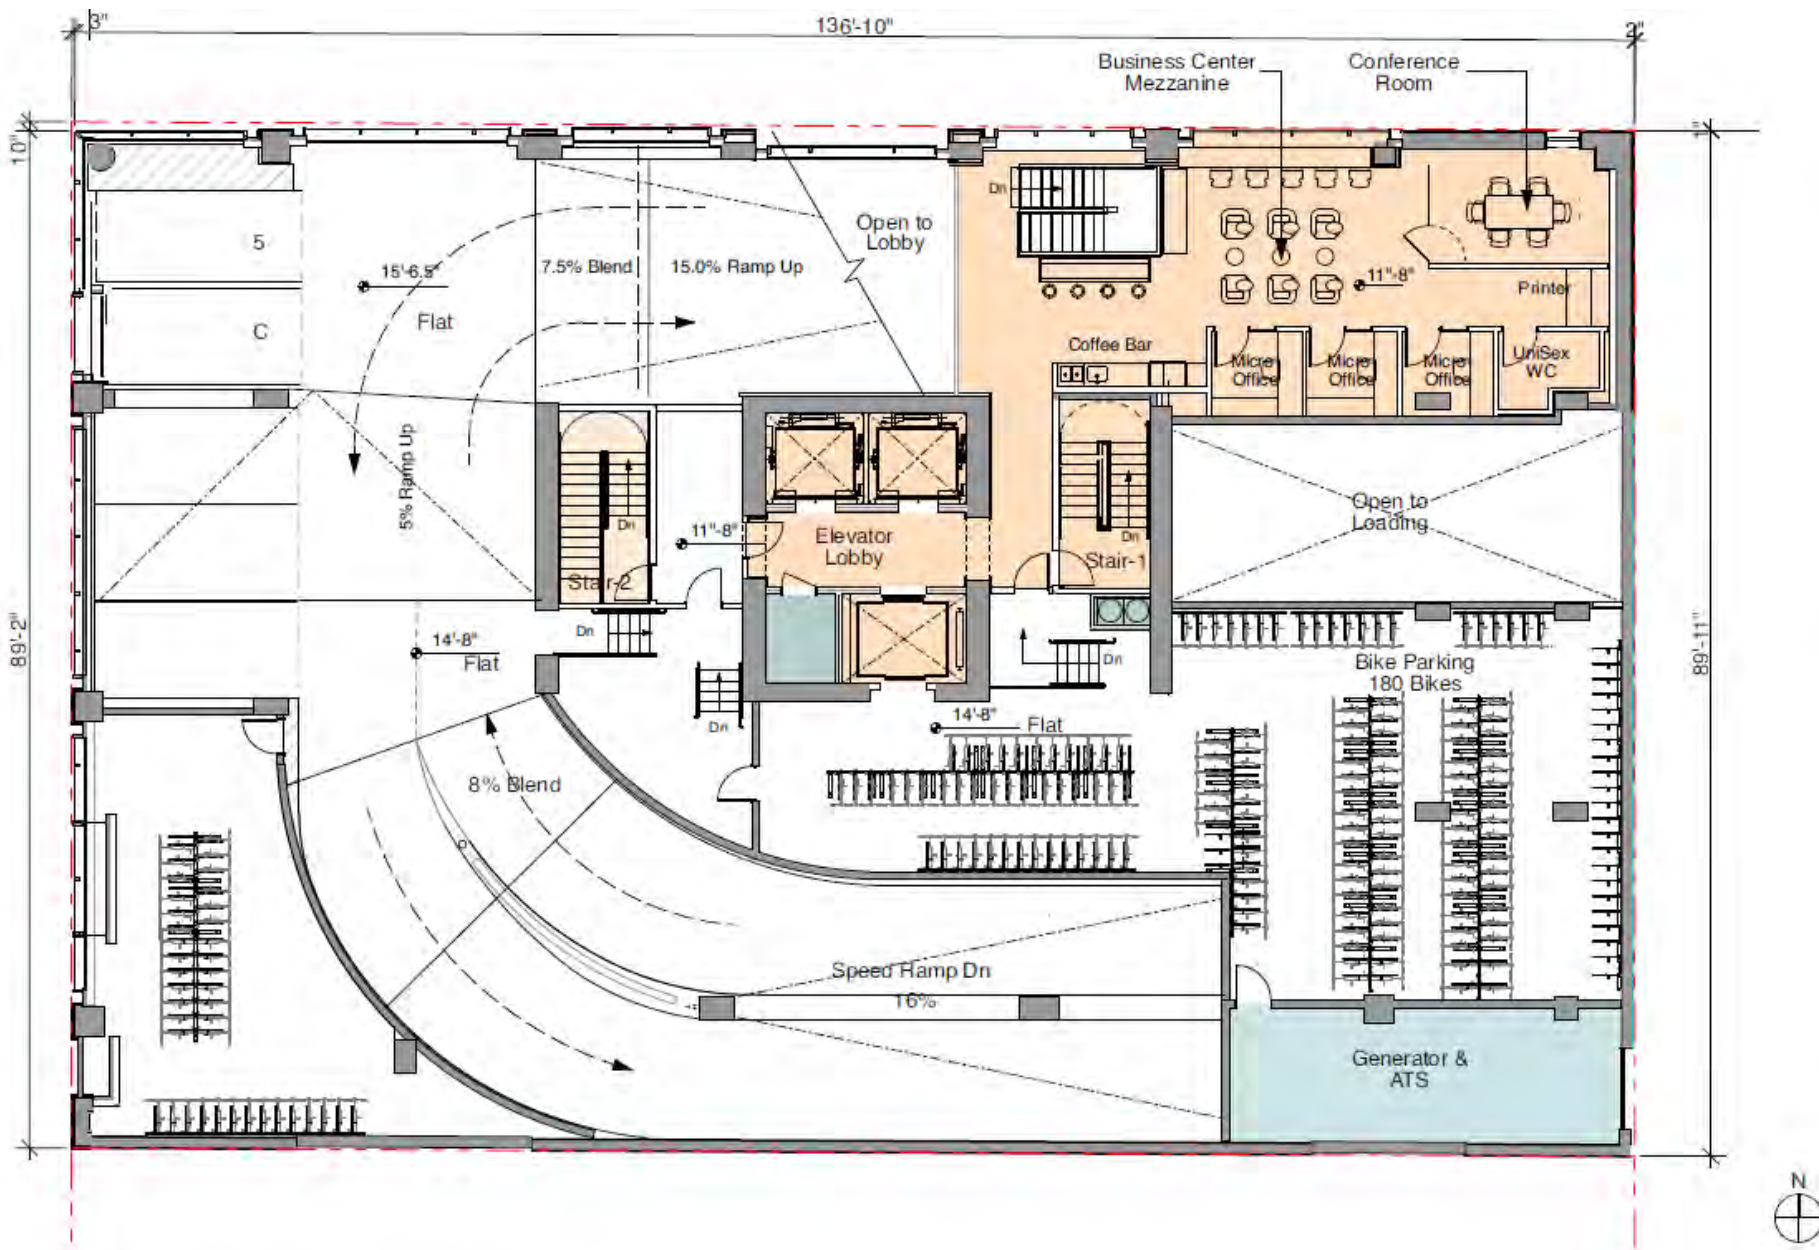 3"
136'-10"
2"
Business Center
Mezzanine
Conference
Room
10"
1"
Dn
5
Open to
Lobby
15'-6.5"
7.5% Blend
15.0% Ramp Up
11"-8"
Printer
Flat
C
Coffee Bar
Micro
Office
Micro
Office
Micro
Office
UniSex
WC
5% Ramp Up
Open to
Loading
Dn
11"-8"
Elevator
Lobby
Dn
Stair-1
Stair-2
89'-2"
14'-8"
Flat
Dn
Dn
Bike Parking
180 Bikes
89'-11"
Dn
14'-8"
Flat
8% Blend
Speed Ramp Dn
16%
Generator &
ATS
N